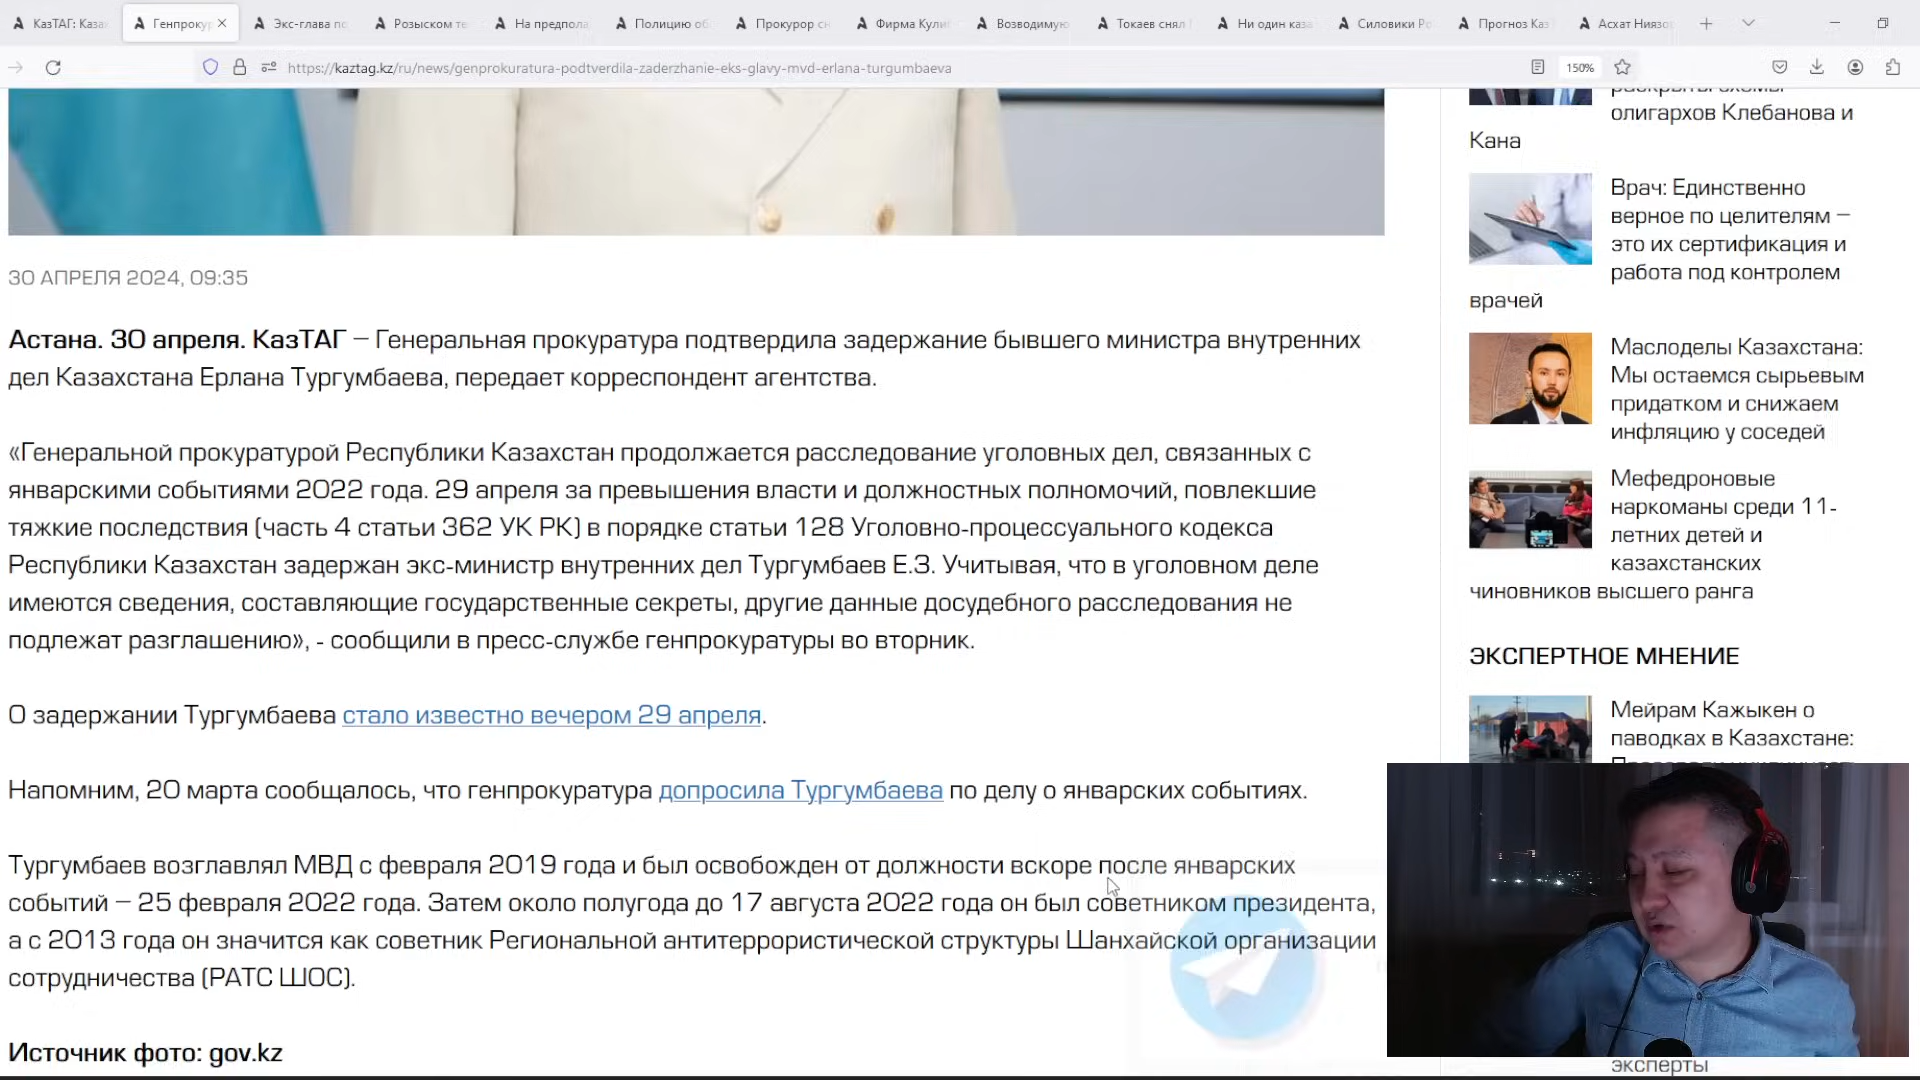 КазТАГ: Каза
Генпрокур
Экс-глава по
Розыском те
На предпола
Полицию об
Прокурор сн
Фирма Кули
Возводимую
Токаев снял
Ни один каза
Силовики Ро
Прогноз Каз
Асхат Ниязо
https://kaztag.kz/ru/news/genprokuratura-podtverdila-zaderzhanie-eks-glavy-mvd-erlana-turgumbaeva
150%
30 АПРЕЛЯ 2024, 09:35
Астана. 30 апреля. КазТАГ – Генеральная прокуратура подтвердила задержание бывшего министра внутренних
дел Казахстана Ерлана Тургумбаева, передает корреспондент агентства.
«Генеральной прокуратурой Республики Казахстан продолжается расследование уголовных дел, связанных с
январскими событиями 2022 года. 29 апреля за превышения власти и должностных полномочий, повлекшие
тяжкие последствия (часть 4 статьи 362 УК РК) в порядке статьи 128 Уголовно-процессуального кодекса
Республики Казахстан задержан экс-министр внутренних дел Тургумбаев Е.З. Учитывая, что в уголовном деле
имеются сведения, составляющие государственные секреты, другие данные досудебного расследования не
подлежат разглашению», - сообщили в пресс-службе генпрокуратуры во вторник.
О задержании Тургумбаева стало известно вечером 29 апреля.
Напомним, 20 марта сообщалось, что генпрокуратура допросила Тургумбаева по делу о январских событиях.
Тургумбаев возглавлял МВД с февраля 2019 года и был освобожден от должности вскоре после январских
событий – 25 февраля 2022 года. Затем около полугода до 17 августа 2022 года он был советником президента,
а с 2013 года он значится как советник Региональной антитеррористической структуры Шанхайской организации
сотрудничества (РАТС ШОС).
Источник фото: gov.kz
олигархов Клебанова и
Кана
Врач: Единственно
верное по целителям –
это их сертификация и
работа под контролем
врачей
Маслоделы Казахстана:
Мы остаемся сырьевым
придатком и снижаем
инфляцию у соседей
Мефедроновые
наркоманы среди 11-
летних детей и
казахстанских
чиновников высшего ранга
ЭКСПЕРТНОЕ МНЕНИЕ
Мейрам Кажыкен о
паводках в Казахстане:
эксперты